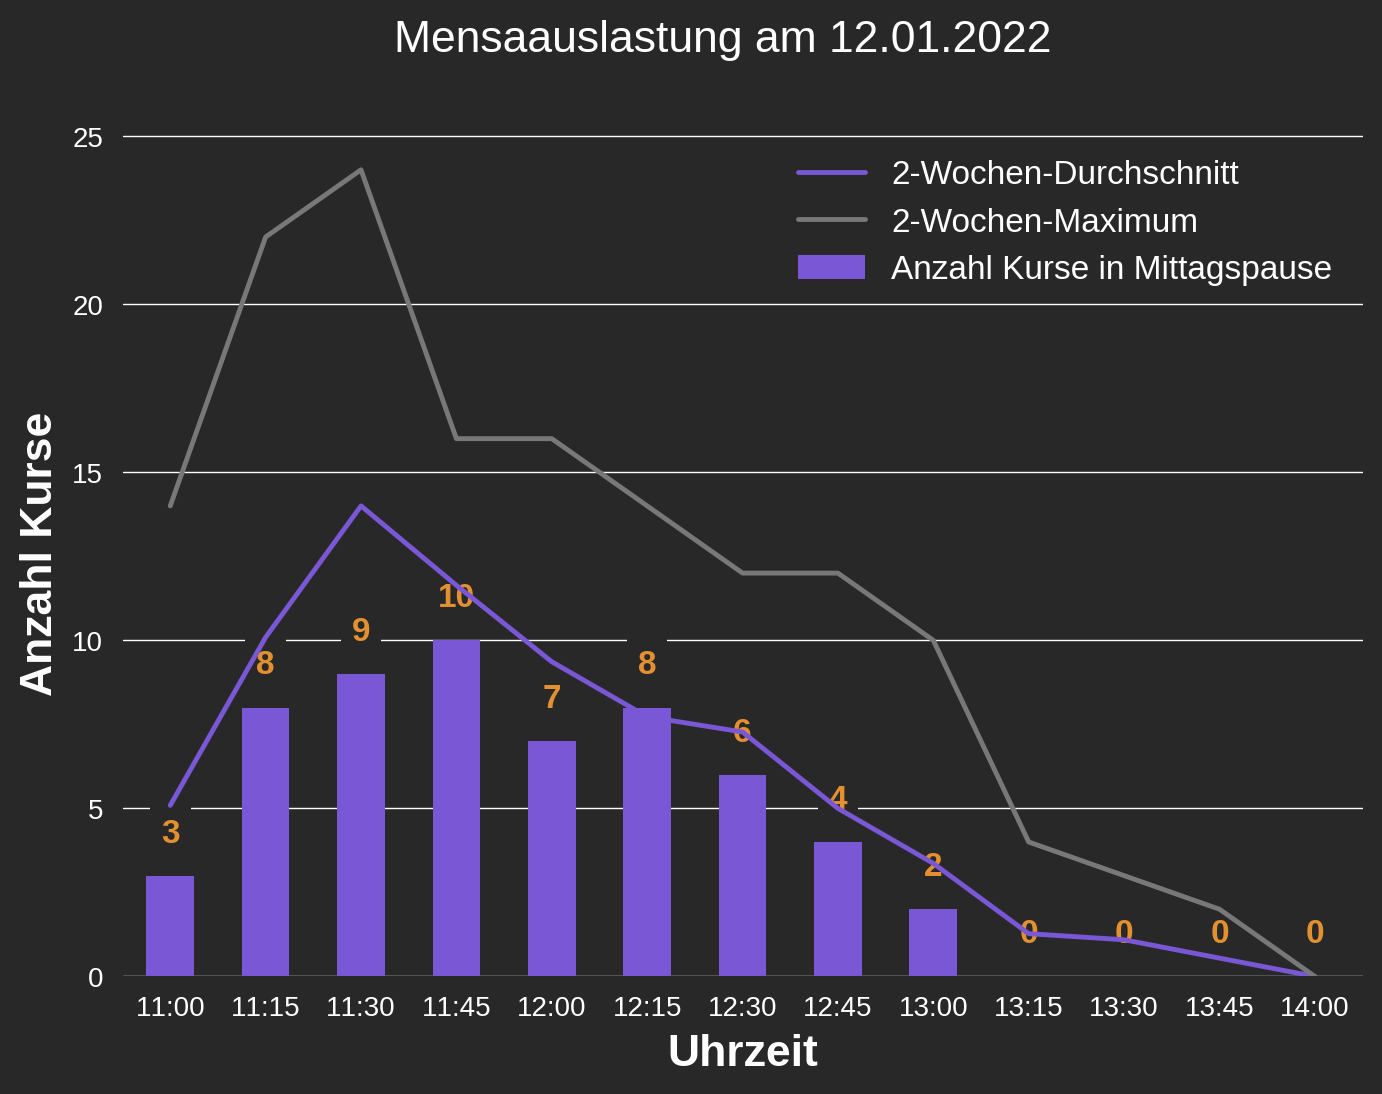 Mensaauslastung am 12.01.2022
25
2-Wochen-Durchschnitt
2-Wochen-Maximum
Anzahl Kurse in Mittagspause
20
15
10
5
0
Anzahl Kurse
3
8
9
10
7
8
6
4
2
0
0
0
0
11:00 11:15 11:30 11:45 12:00 12:15 12:30 12:45 13:00 13:15 13:30 13:45 14:00
Uhrzeit